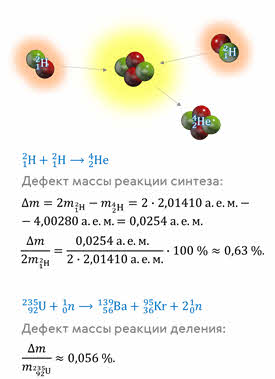 ²₁H ²₁H
⁴₂He
²₁H + ²₁H ⟶ ⁴₂He
Дефект массы реакции синтеза:
Δm = 2m²₁H − m⁴₂H = 2 · 2,01410 а. е. м. −
− 4,00280 а. е. м. = 0,0254 а. е. м.
Δm / 2m²₁H = 0,0254 а. е. м. / 2 · 2,01410 а. е. м. · 100 % ≈ 0,63 %.
²³⁵₉₂U + ¹₀n ⟶ ¹³⁹₅₆Ba + ⁹⁵₃₆Kr + 2¹₀n
Дефект массы реакции деления:
Δm / m²³⁵₉₂U ≈ 0,056 %.